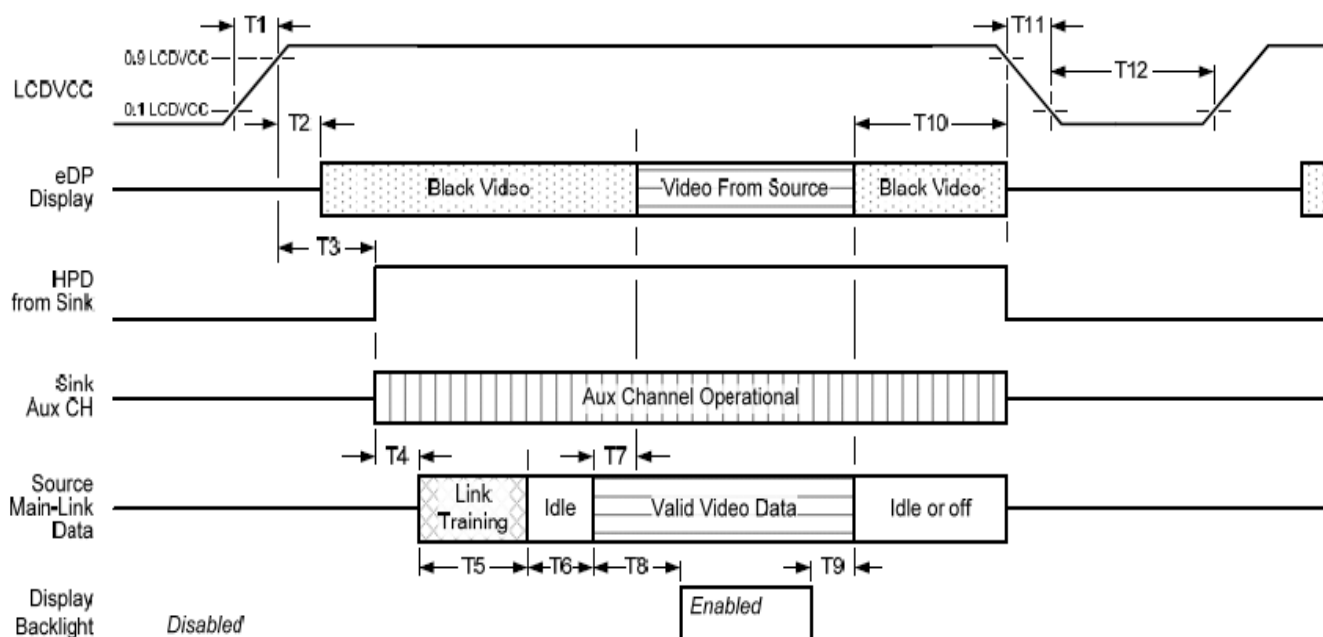 T1
T11
0.9 LCDVCC
LCDVCC
T12
0.1 LCDVCC
T2
T10
eDP
Display
Black Video
Video From Source
Black Video
T3
HPD
from Sink
Sink
Aux CH
Aux Channel Operational
T4
T7
Source
Main-Link
Data
Link
Training
Idle
Valid Video Data
Idle or off
T5
T6
T8
T9
Display
Backlight
Disabled
Enabled